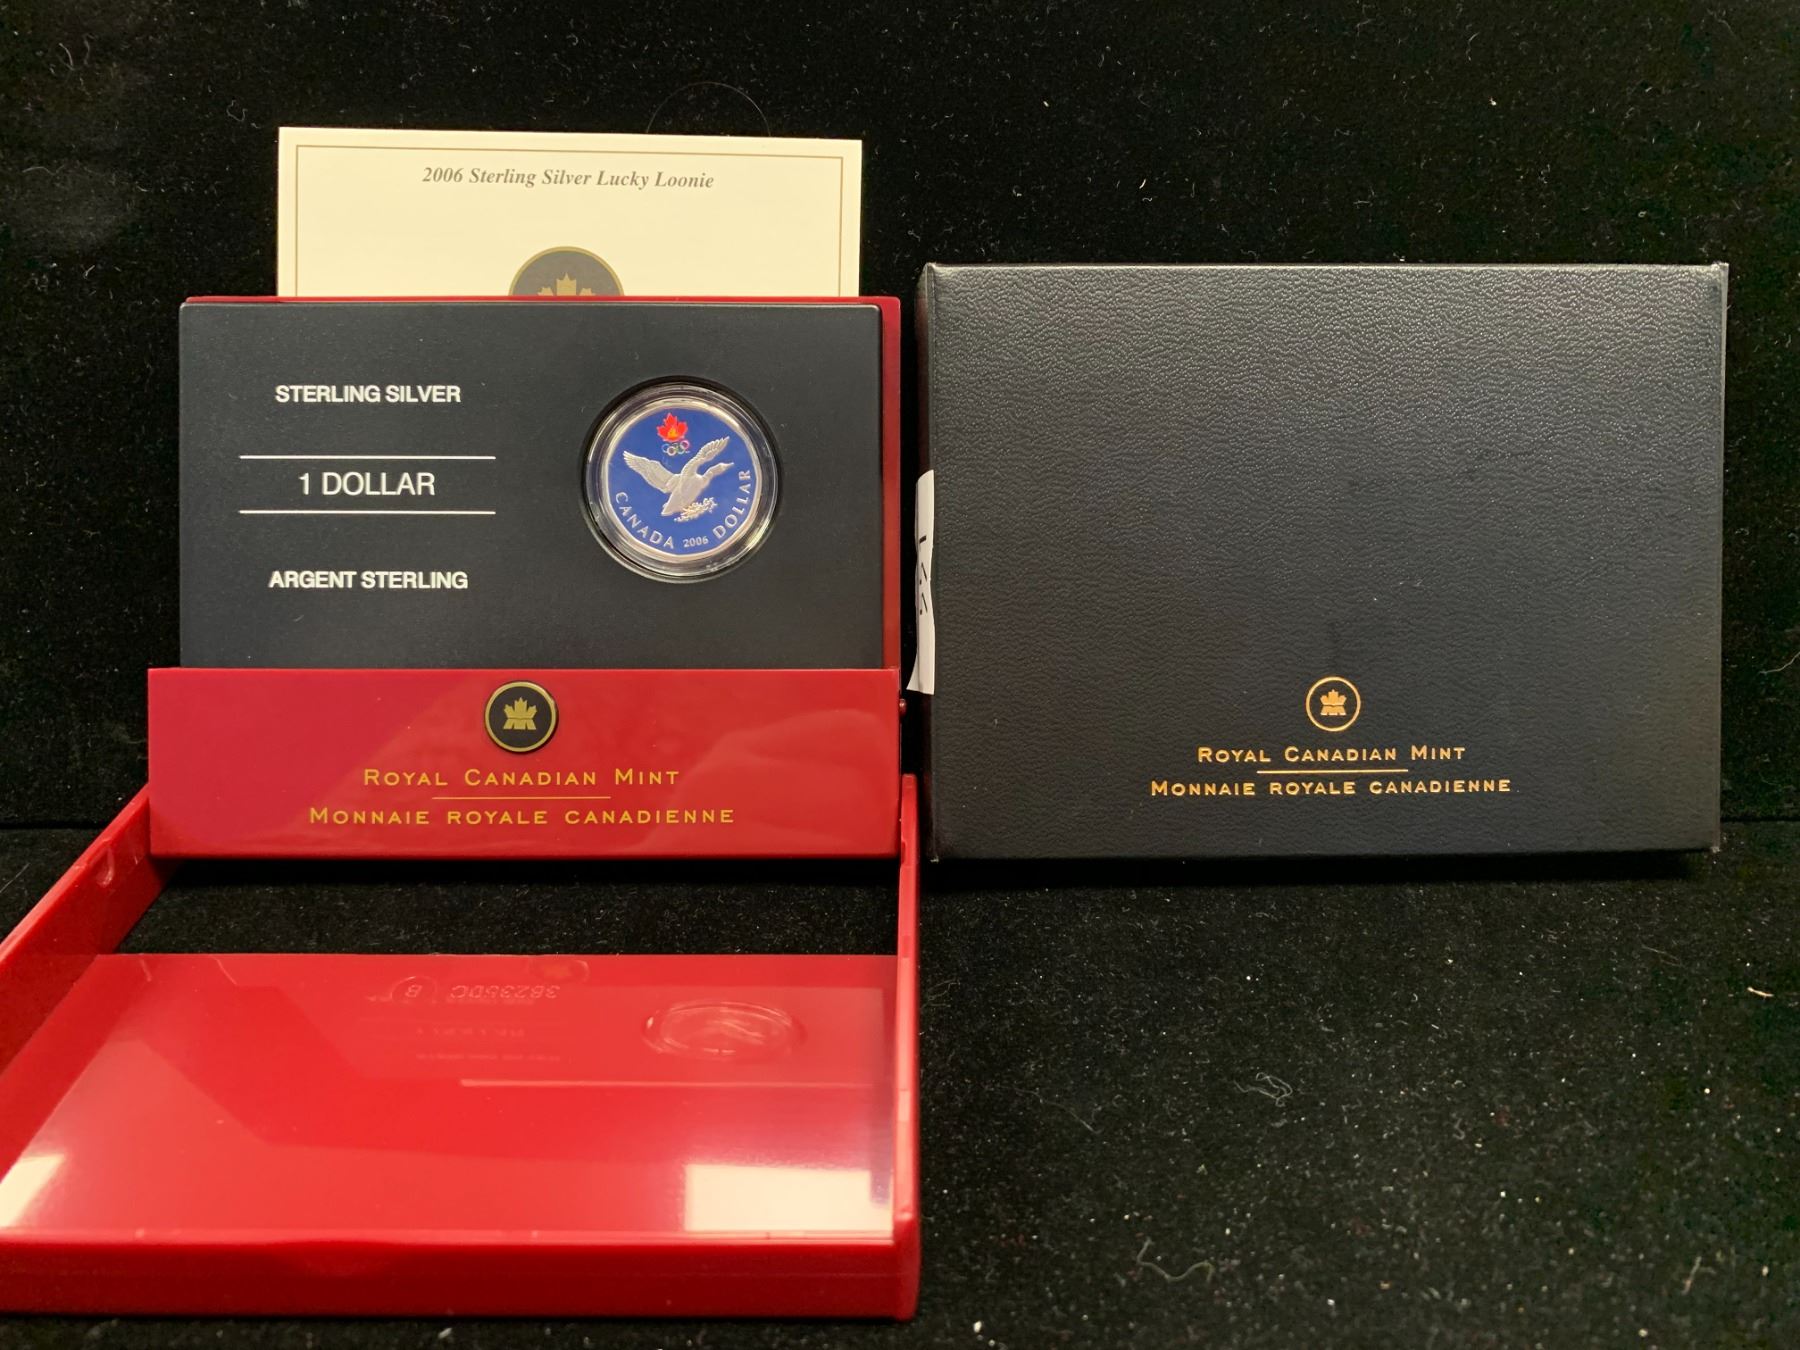 2006 Sterling Silver Lucky Loonie
STERLING SILVER
1 DOLLAR
ARGENT STERLING
CANADA 2006 DOLLAR
ROYAL CANADIAN MINT
MONNAIE ROYALE CANADIENNE
ROYAL CANADIAN MINT
MONNAIE ROYALE CANADIENNE